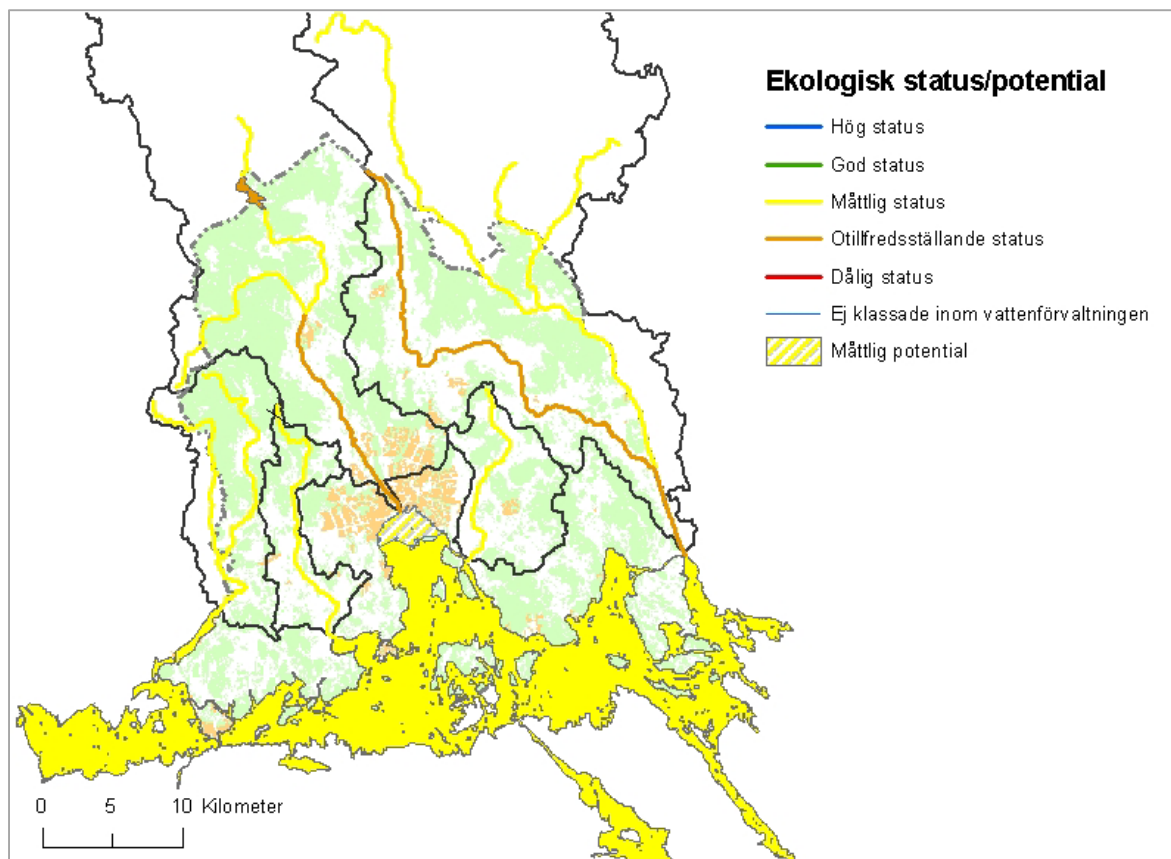 Ekologisk status/potential
Hög status
God status
Måttlig status
Otillfredsställande status
Dålig status
Ej klassade inom vattenförvaltningen
Måttlig potential
0 5 10 Kilometer